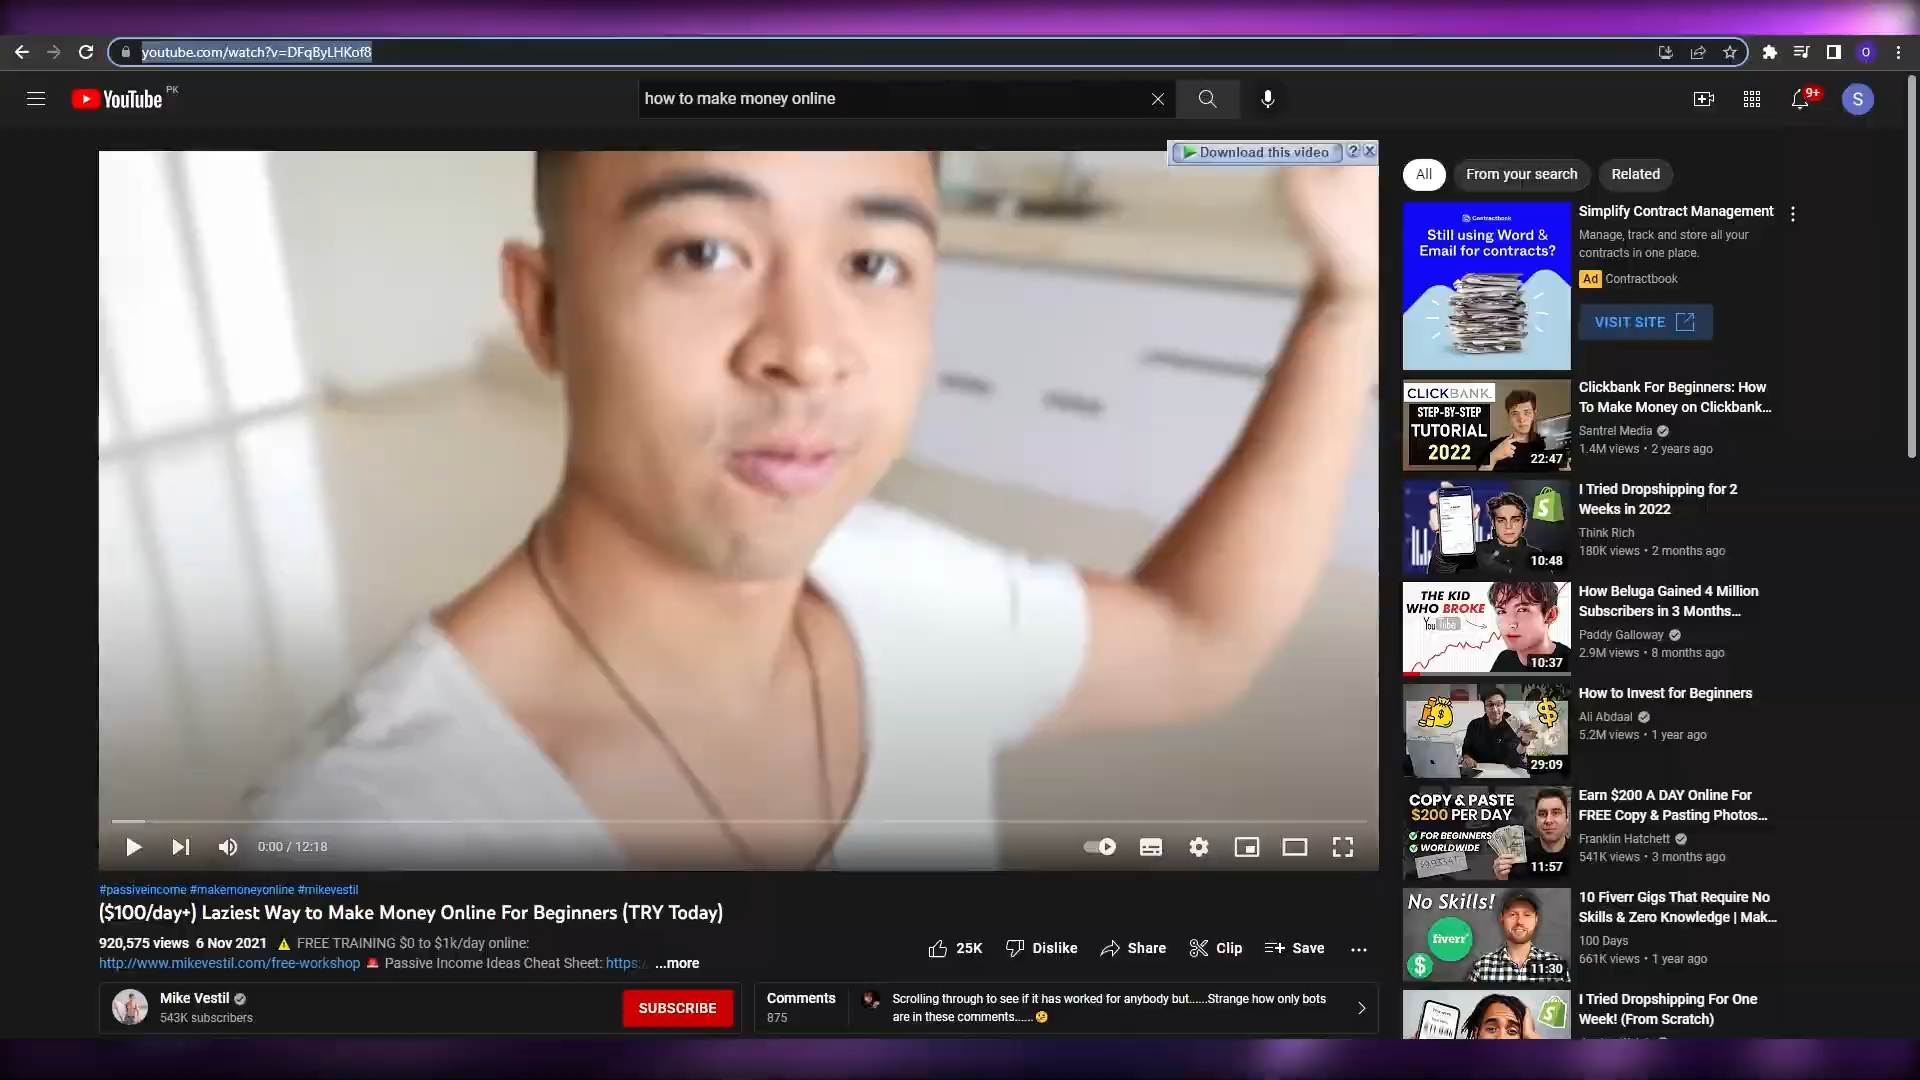 youtube.com/watch?v=DFqByLHKof8
YouTube PK
how to make money online
9+
S
Download this video
?
All
From your search
Related
Contractbook
Still using Word &
Email for contracts?
Simplify Contract Management
Manage, track and store all your
contracts in one place.
Ad Contractbook
VISIT SITE
CLICKBANK.
STEP-BY-STEP
TUTORIAL
2022
22:47
Clickbank For Beginners: How
To Make Money on Clickbank...
Santrel Media
1.4M views • 2 years ago
10:48
I Tried Dropshipping for 2
Weeks in 2022
Think Rich
180K views • 2 months ago
THE KID
WHO BROKE
You Tube
10:37
How Beluga Gained 4 Million
Subscribers in 3 Months...
Paddy Galloway
2.9M views • 8 months ago
29:09
How to Invest for Beginners
Ali Abdaal
5.2M views • 1 year ago
COPY & PASTE
$200 PER DAY
FOR BEGINNERS
WORLDWIDE
11:57
Earn $200 A DAY Online For
FREE Copy & Pasting Photos...
Franklin Hatchett
541K views • 3 months ago
No Skills!
fiverr
$
11:30
10 Fiverr Gigs That Require No
Skills & Zero Knowledge | Mak...
100 Days
661K views • 1 year ago
I Tried Dropshipping For One
Week! (From Scratch)
0:00 / 12:18
#passiveincome #makemoneyonline #mikevestil
($100/day+) Laziest Way to Make Money Online For Beginners (TRY Today)
920,575 views 6 Nov 2021 ⚠ FREE TRAINING $0 to $1k/day online:
http://www.mikevestil.com/free-workshop 🚨 Passive Income Ideas Cheat Sheet: https:/ ...more
25K
Dislike
Share
Clip
Save
Mike Vestil
543K subscribers
SUBSCRIBE
Comments
875
Scrolling through to see if it has worked for anybody but......Strange how only bots
are in these comments...... 🤔